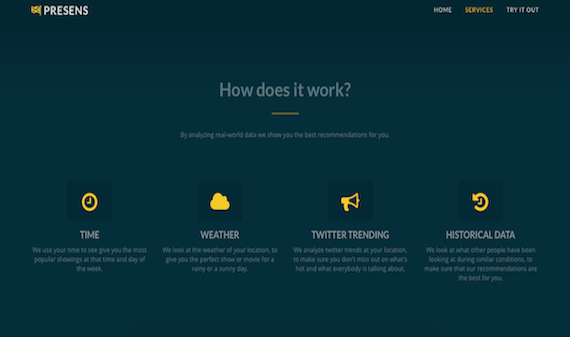 PRESENS
HOME SERVICES TRY IT OUT
How does it work?
By analyzing real-world data we show you the best recommendations for you.
TIME
We use your time to see give you the most
popular showings at that time and day of
the week.
WEATHER
We look at the weather of your location, to
give you the perfect show or movie for a
rainy or a sunny day.
TWITTER TRENDING
We analyze twitter trends at your location,
to make sure you don't miss out on what's
hot and what everybody is talking about.
HISTORICAL DATA
We look at what other people have been
looking at during similar conditions, to
make sure that our recommendations are
the best for you.